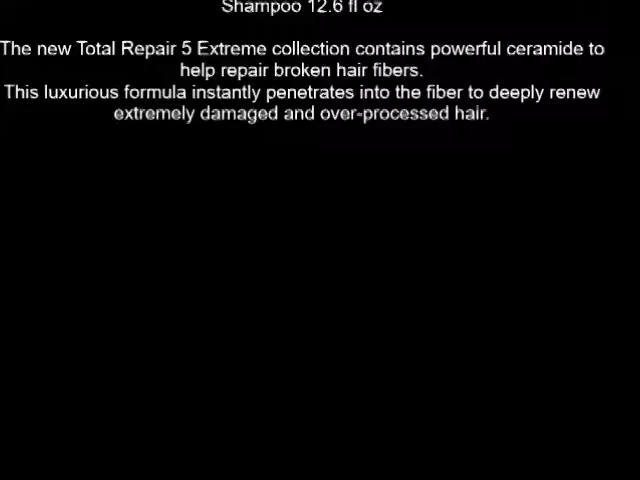 Shampoo 12.6 fl oz
The new Total Repair 5 Extreme collection contains powerful ceramide to
help repair broken hair fibers.
This luxurious formula instantly penetrates into the fiber to deeply renew
extremely damaged and over-processed hair.